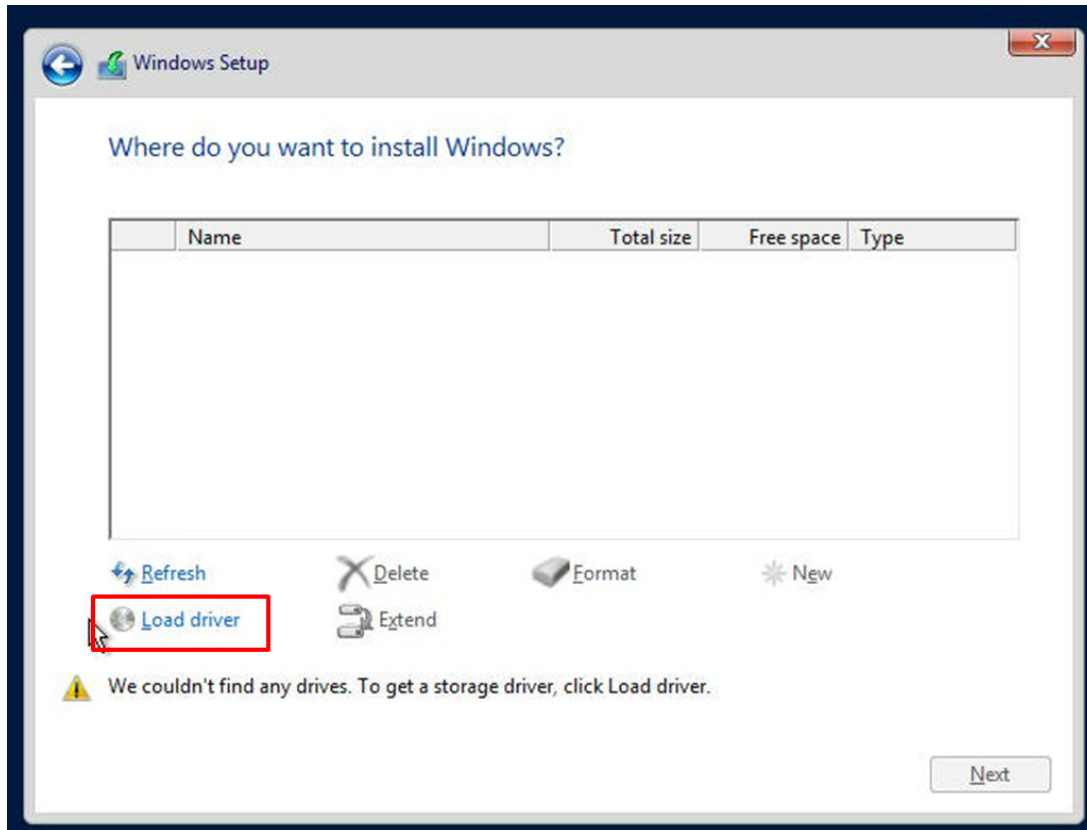 Windows Setup
Where do you want to install Windows?
Name Total size Free space Type
Refresh Delete Format New
Load driver Extend
We couldn't find any drives. To get a storage driver, click Load driver.
Next